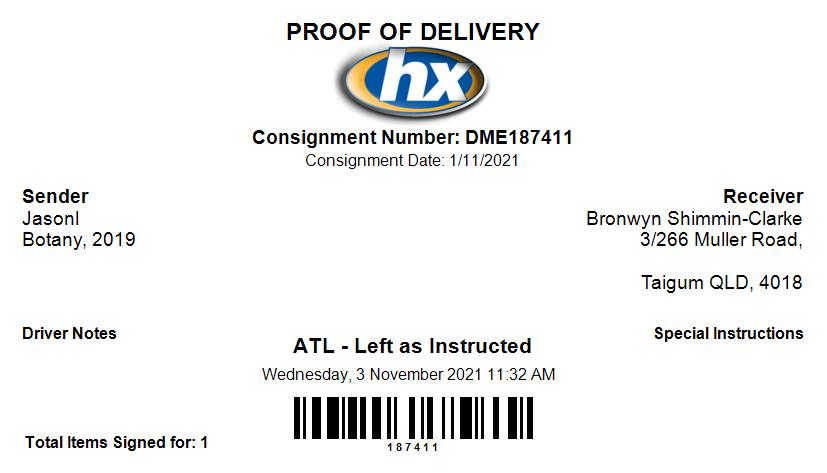 PROOF OF DELIVERY
hx
Consignment Number: DME187411
Consignment Date: 1/11/2021
Sender
Jasonl
Botany, 2019
Receiver
Bronwyn Shimmin-Clarke
3/266 Muller Road,
Taigum QLD, 4018
Driver Notes
ATL - Left as Instructed
Wednesday, 3 November 2021 11:32 AM
Special Instructions
187411
Total Items Signed for: 1